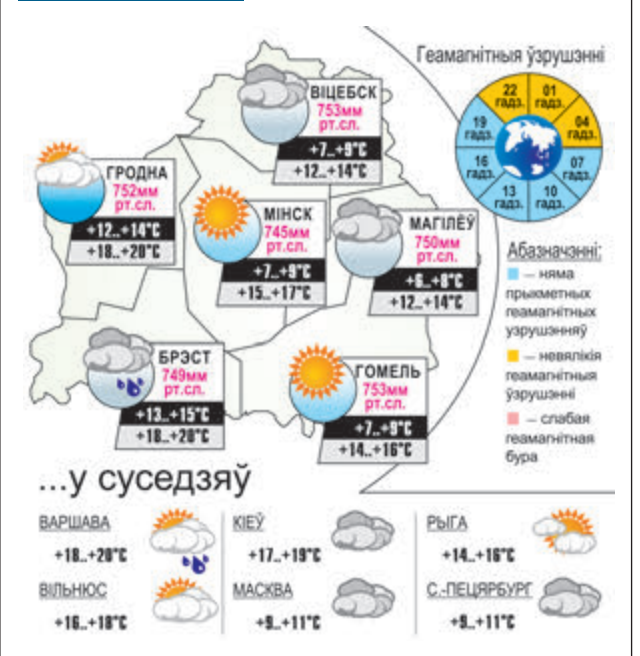 Геамагнітныя ўзрушэнні
22 гадз.
01 гадз.
04 гадз.
07 гадз.
10 гадз.
13 гадз.
16 гадз.
19 гадз.
ВІЦЕБСК
753мм
рт.сл.
+7..+9°C
+12..+14°C
ГРОДНА
752мм
рт.сл.
+12..+14°C
+18..+20°C
МІНСК
745мм
рт.сл.
+7..+9°C
+15..+17°C
МАГІЛЁЎ
750мм
рт.сл.
+6..+8°C
+12..+14°C
БРЭСТ
749мм
рт.сл.
+13..+15°C
+18..+20°C
ГОМЕЛЬ
753мм
рт.сл.
+7..+9°C
+14..+16°C
Абазначэнні:
– няма
прыкметных
геамагнітных
узрушэнняў
– невялікія
геамагнітныя
ўзрушэнні
– слабая
геамагнітная
бура
...у суседзяў
ВАРШАВА
+18..+20°C
КІЕЎ
+17..+19°C
РЫГА
+14..+16°C
ВІЛЬНЮС
+16..+18°C
МАСКВА
+9..+11°C
С.-ПЕЦЯРБУРГ
+9..+11°C